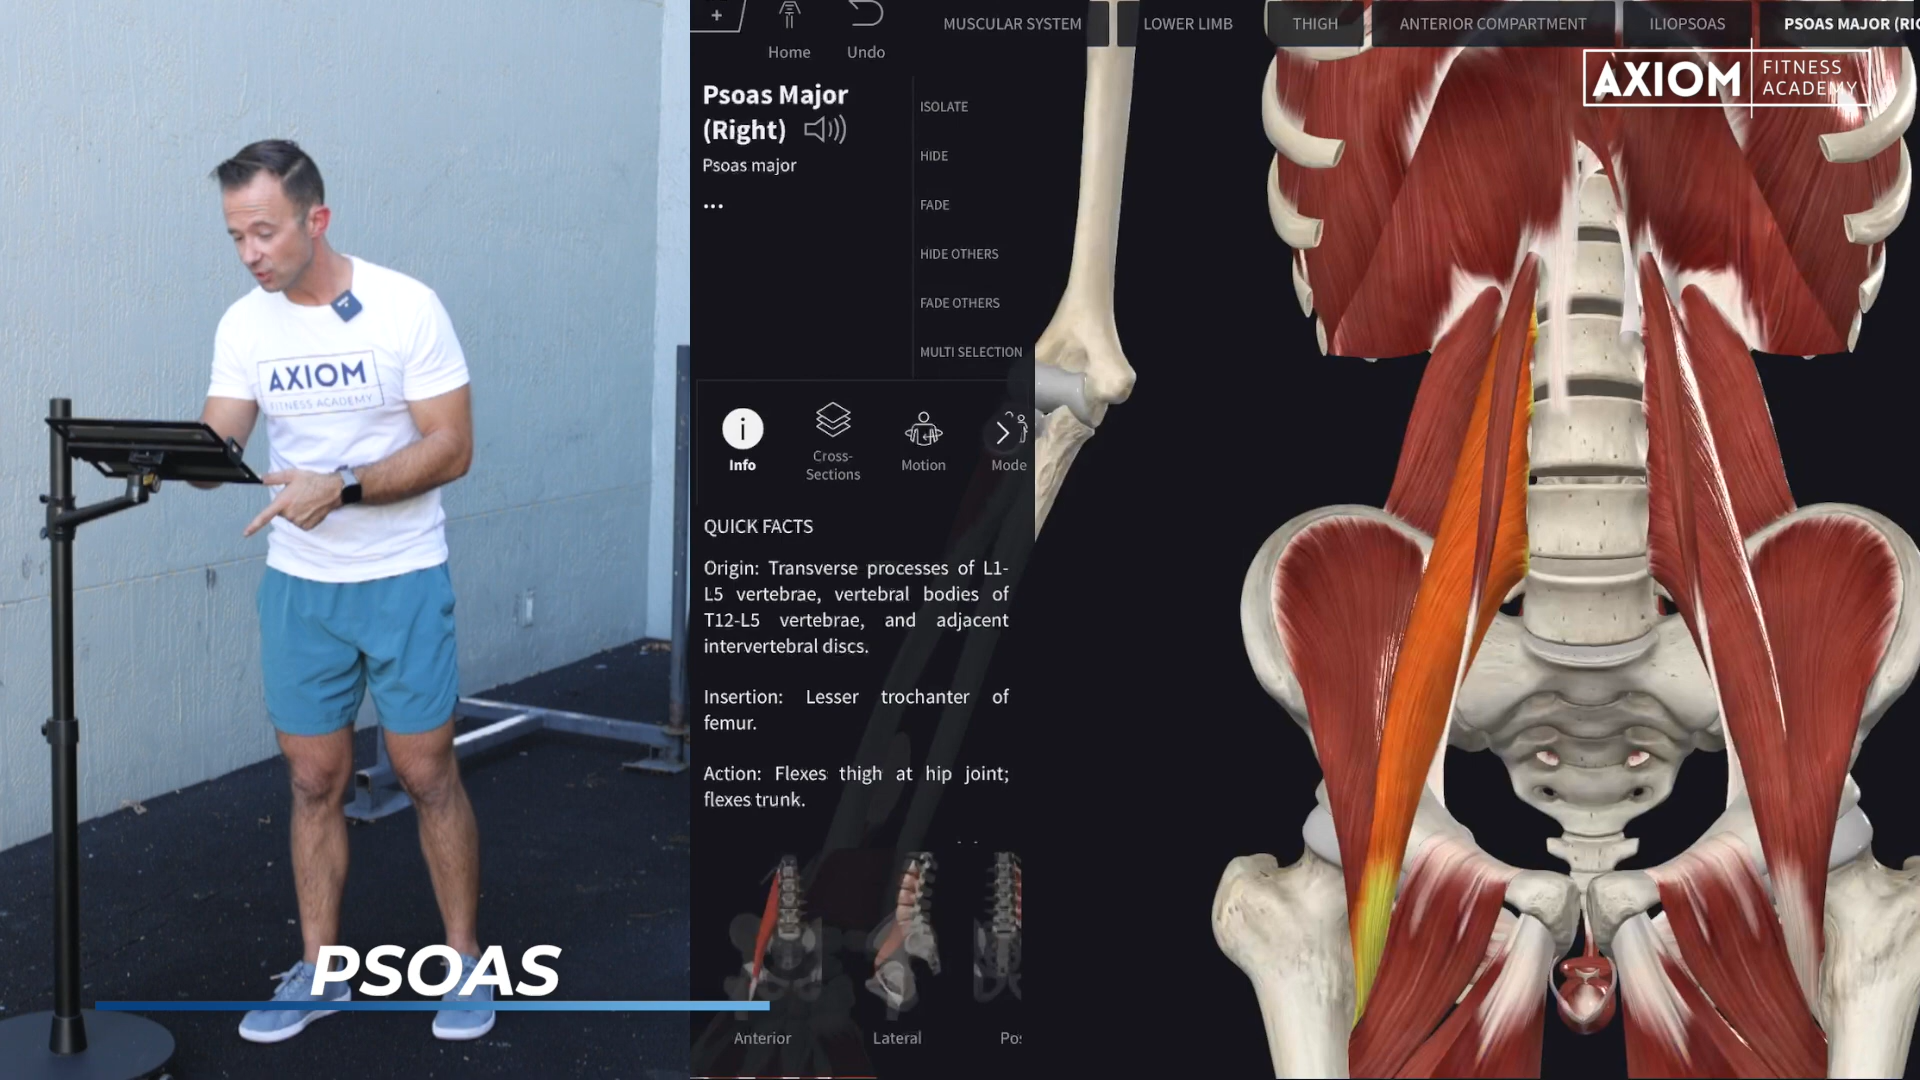 +
Home
Undo
MUSCULAR SYSTEM
LOWER LIMB
THIGH
ANTERIOR COMPARTMENT
ILIOPSOAS
PSOAS MAJOR (RIG
AXIOM
FITNESS
ACADEMY
Psoas Major
(Right)
Psoas major
...
ISOLATE
HIDE
FADE
HIDE OTHERS
FADE OTHERS
MULTI SELECTION
AXIOM
FITNESS ACADEMY
i
Info
Cross-
Sections
Motion
Mode
QUICK FACTS
Origin: Transverse processes of L1-
L5 vertebrae, vertebral bodies of
T12-L5 vertebrae, and adjacent
intervertebral discs.
Insertion: Lesser trochanter of
femur.
Action: Flexes thigh at hip joint;
flexes trunk.
PSOAS
Anterior
Lateral
Pos